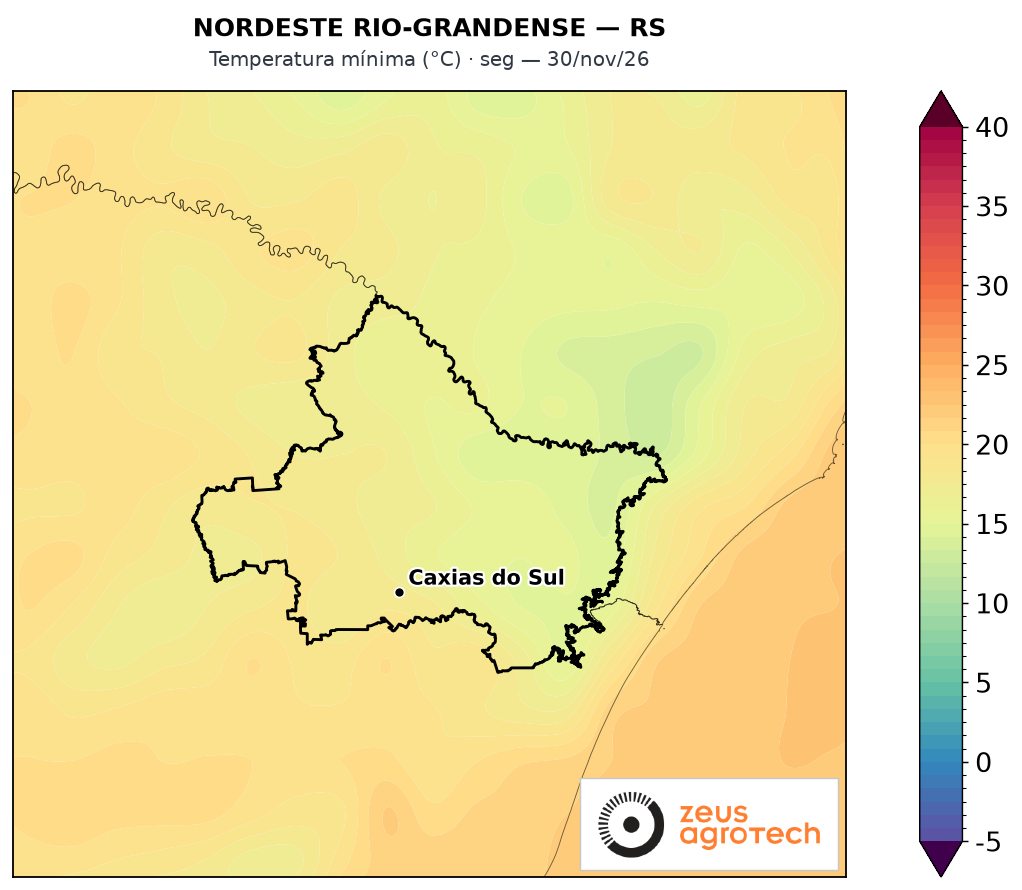 NORDESTE RIO-GRANDENSE — RS
Temperatura mínima (°C) · seg — 30/nov/26
40
35
30
25
20
15
10
5
0
-5
Caxias do Sul
zeus
agrotech